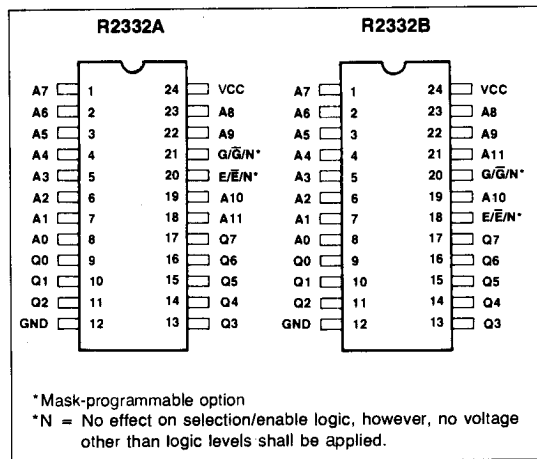 R2332A
A7 1 24 VCC
A6 2 23 A8
A5 3 22 A9
A4 4 21 G/G̅/N*
A3 5 20 E/E̅/N*
A2 6 19 A10
A1 7 18 A11
A0 8 17 Q7
Q0 9 16 Q6
Q1 10 15 Q5
Q2 11 14 Q4
GND 12 13 Q3
R2332B
A7 1 24 VCC
A6 2 23 A8
A5 3 22 A9
A4 4 21 A11
A3 5 20 G/G̅/N*
A2 6 19 A10
A1 7 18 E/E̅/N*
A0 8 17 Q7
Q0 9 16 Q6
Q1 10 15 Q5
Q2 11 14 Q4
GND 12 13 Q3
*Mask-programmable option
*N = No effect on selection/enable logic, however, no voltage
other than logic levels shall be applied.